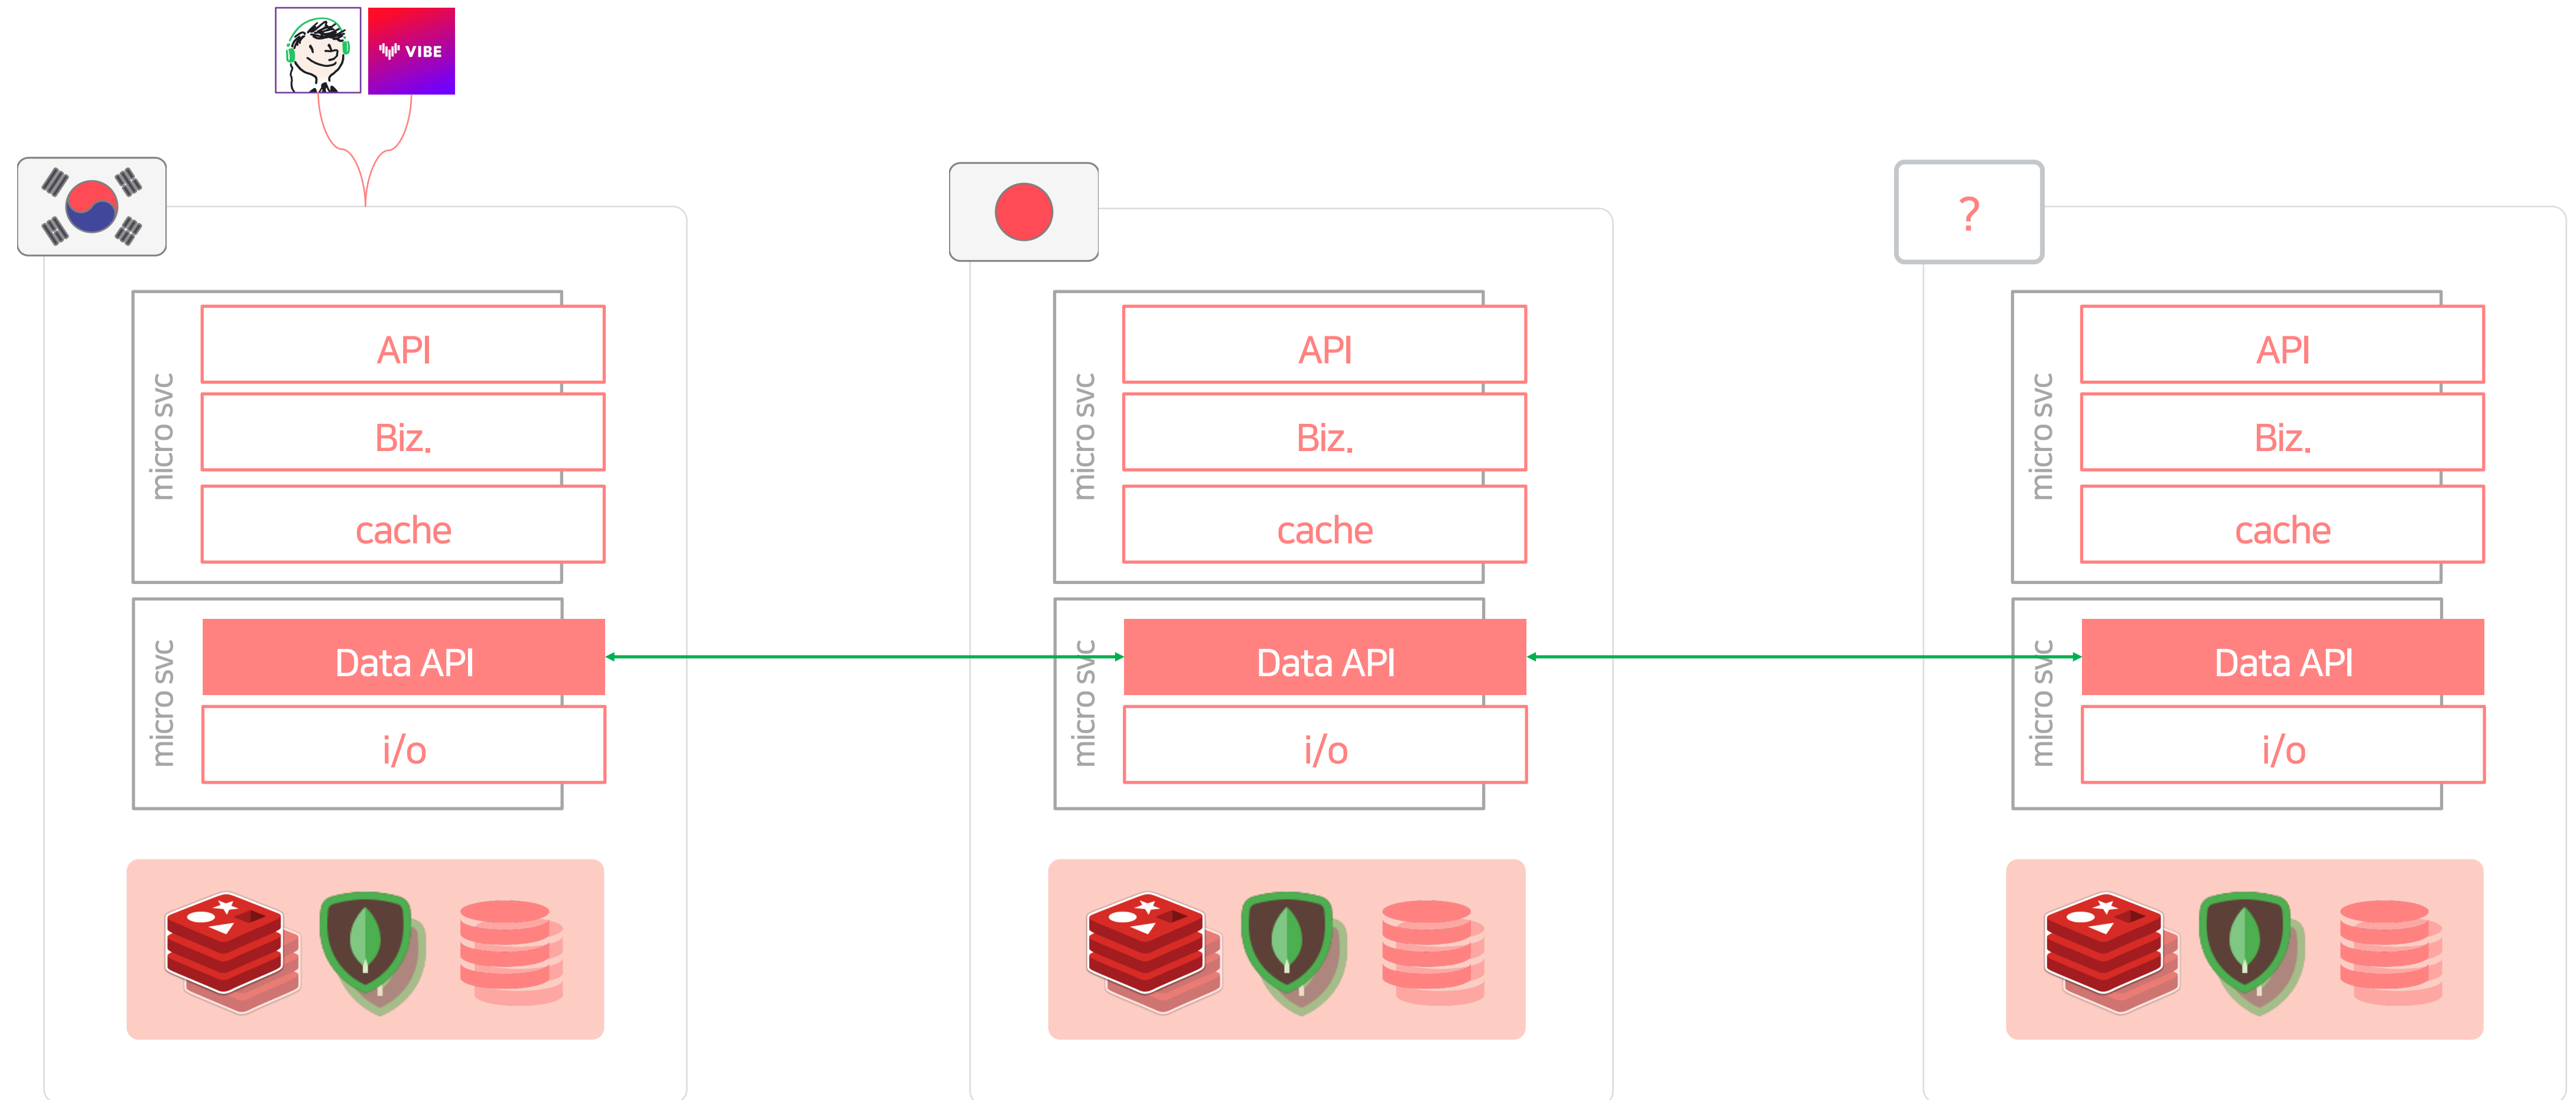 VIBE
micro svc
API
Biz.
cache
micro svc
Data API
i/o
micro svc
API
Biz.
cache
micro svc
Data API
i/o
?
micro svc
API
Biz.
cache
micro svc
Data API
i/o